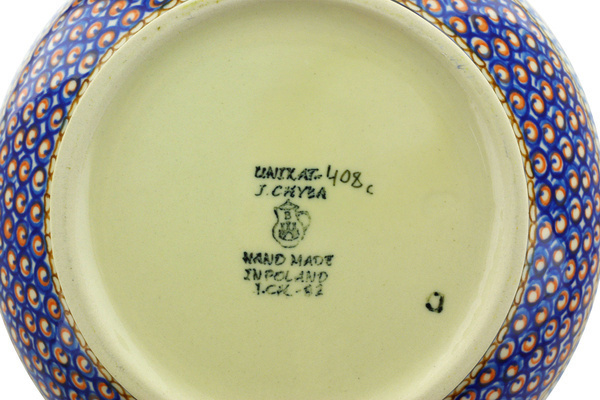 UNIKAT-408c
J. CHYBA
HAND MADE
IN POLAND
a